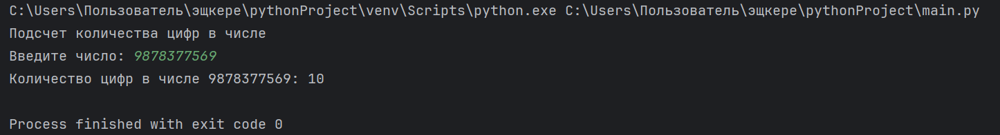 C:\Users\Пользователь\эщкере\pythonProject\venv\Scripts\python.exe C:\Users\Пользователь\эщкере\pythonProject\main.py
Подсчет количества цифр в числе
Введите число: 9878377569
Количество цифр в числе 9878377569: 10
Process finished with exit code 0